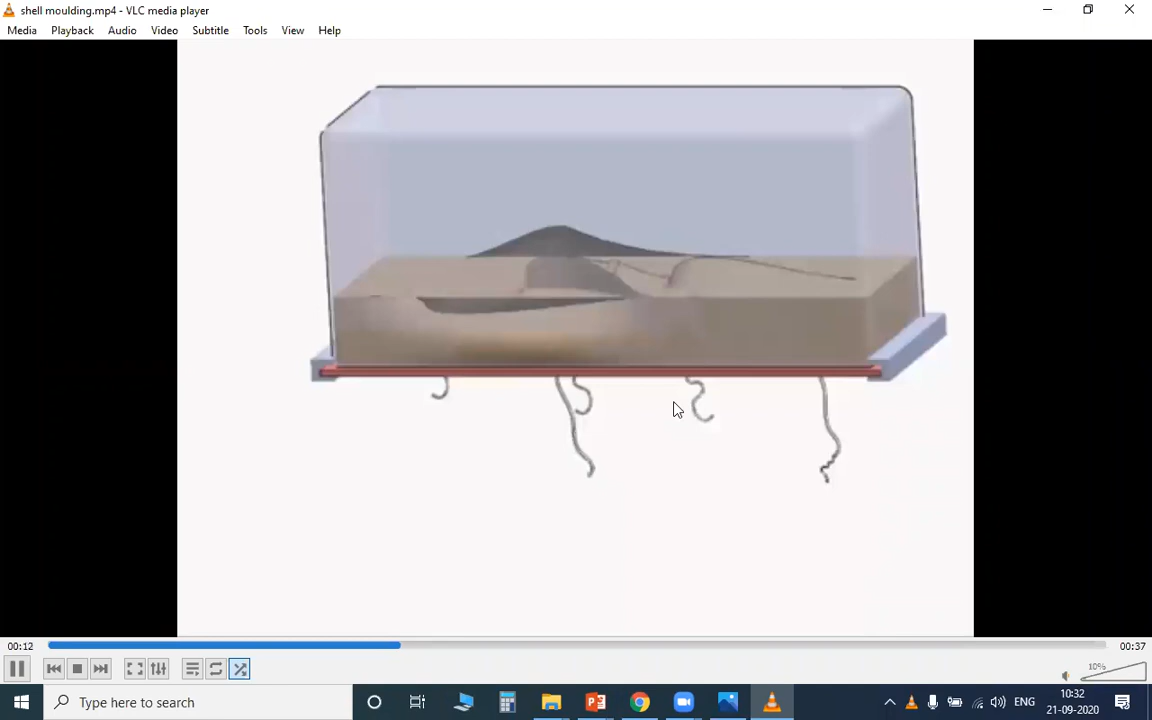 shell moulding.mp4 - VLC media player
Media Playback Audio Video Subtitle Tools View Help
00:12
00:37
10%
Type here to search
ENG
10:32
21-09-2020